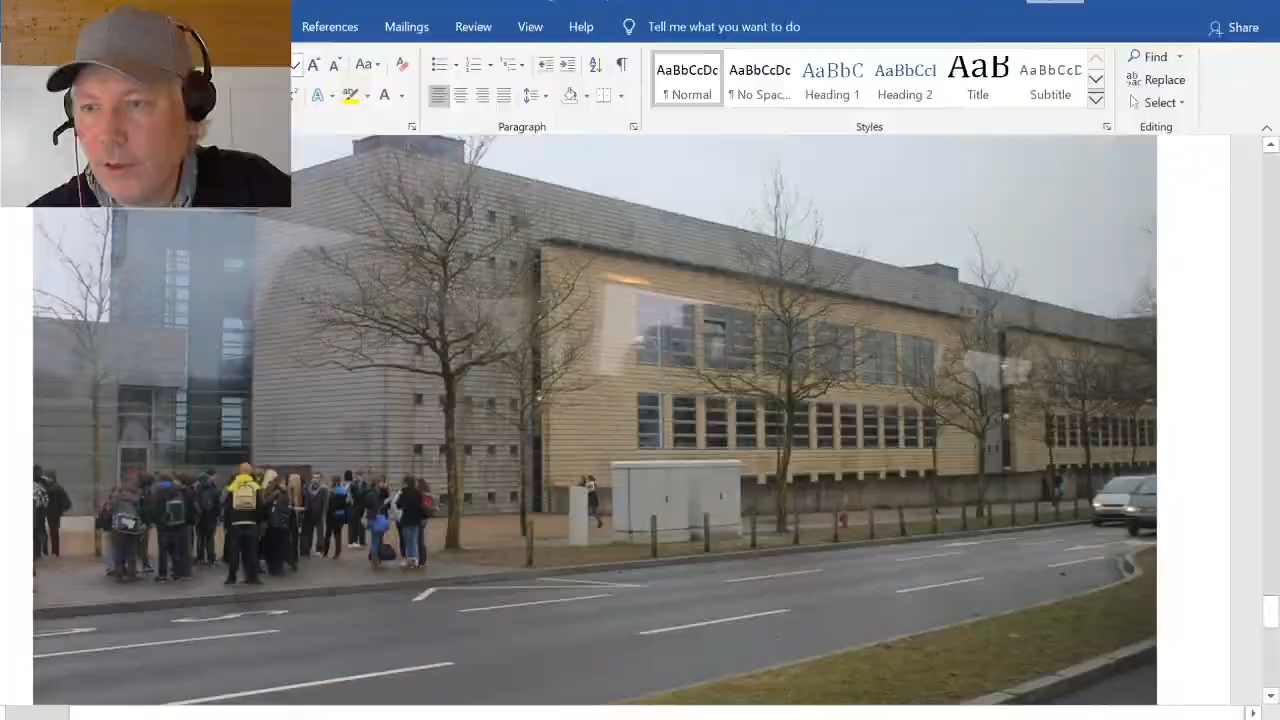 References Mailings Review View Help Tell me what you want to do Share
Aa Find
AaBbCcDc AaBbCcDc AaBbC AaBbCcI AaB AaBbCcD Replace
¶ Normal ¶ No Spac... Heading 1 Heading 2 Title Subtitle Select
Paragraph Styles Editing